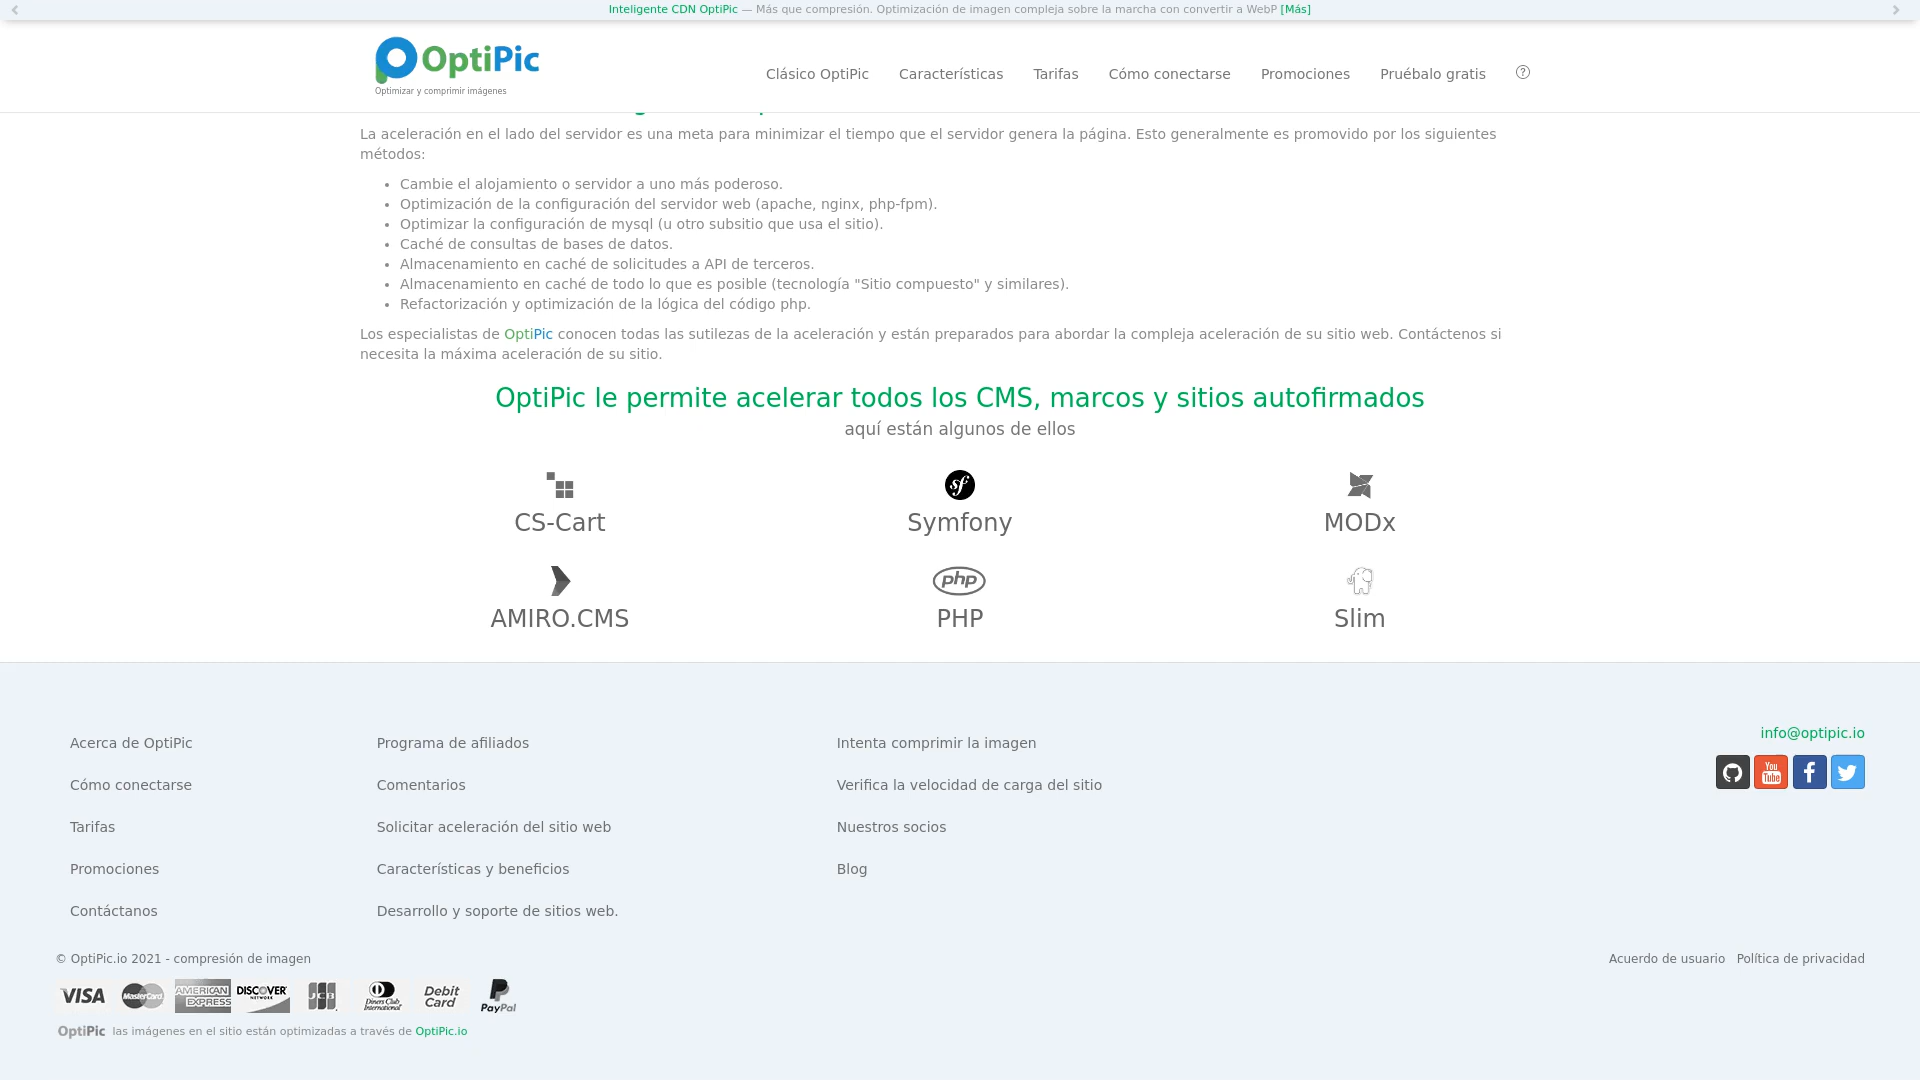 Inteligente CDN OptiPic — Más que compresión. Optimización de imagen compleja sobre la marcha con convertir a WebP [Más]
OptiPic
Optimizar y comprimir imágenes
Clásico OptiPic
Características
Tarifas
Cómo conectarse
Promociones
Pruébalo gratis
La aceleración en el lado del servidor es una meta para minimizar el tiempo que el servidor genera la página. Esto generalmente es promovido por los siguientes
métodos:
Cambie el alojamiento o servidor a uno más poderoso.
Optimización de la configuración del servidor web (apache, nginx, php-fpm).
Optimizar la configuración de mysql (u otro subsitio que usa el sitio).
Caché de consultas de bases de datos.
Almacenamiento en caché de solicitudes a API de terceros.
Almacenamiento en caché de todo lo que es posible (tecnología "Sitio compuesto" y similares).
Refactorización y optimización de la lógica del código php.
Los especialistas de OptiPic conocen todas las sutilezas de la aceleración y están preparados para abordar la compleja aceleración de su sitio web. Contáctenos si
necesita la máxima aceleración de su sitio.
OptiPic le permite acelerar todos los CMS, marcos y sitios autofirmados
aquí están algunos de ellos
sf
CS-Cart
Symfony
MODx
php
AMIRO.CMS
PHP
Slim
Acerca de OptiPic
Cómo conectarse
Tarifas
Promociones
Contáctanos
Programa de afiliados
Comentarios
Solicitar aceleración del sitio web
Características y beneficios
Desarrollo y soporte de sitios web.
Intenta comprimir la imagen
Verifica la velocidad de carga del sitio
Nuestros socios
Blog
info@optipic.io
You Tube
© OptiPic.io 2021 - compresión de imagen
Acuerdo de usuario
Política de privacidad
VISA
MasterCard
AMERICAN EXPRESS
DISCOVER NETWORK
JCB
Diners Club International
Debit Card
PayPal
OptiPic las imágenes en el sitio están optimizadas a través de OptiPic.io